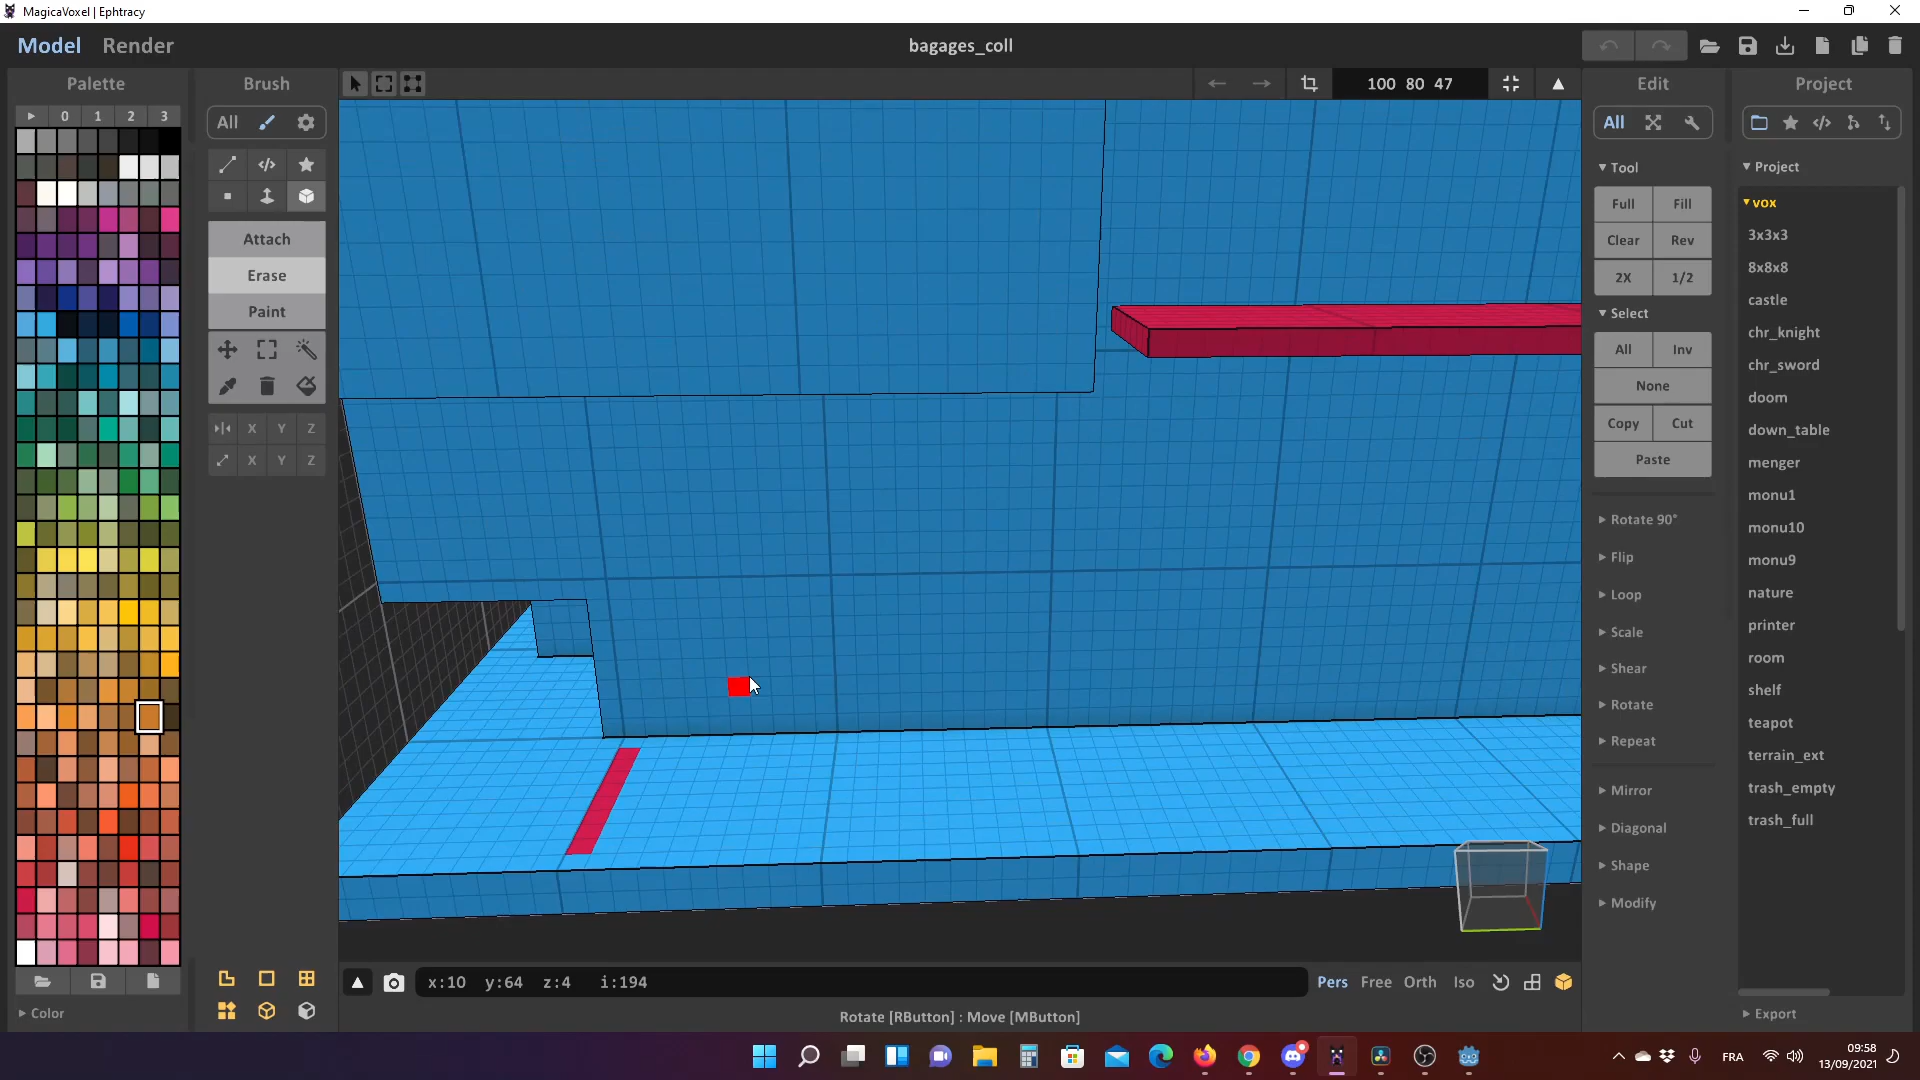 MagicaVoxel | Ephtracy
Model Render
bagages_coll
Palette
0 1 2 3
Color
Brush
All
Attach
Erase
Paint
X Y Z
X Y Z
100 80 47
x:10 y:64 z:4 i:194
Pers Free Orth Iso
Rotate [RButton] : Move [MButton]
Edit
All
Tool
Full Fill
Clear Rev
2X 1/2
Select
All Inv
None
Copy Cut
Paste
Rotate 90°
Flip
Loop
Scale
Shear
Rotate
Repeat
Mirror
Diagonal
Shape
Modify
Project
Project
vox
3x3x3
8x8x8
castle
chr_knight
chr_sword
doom
down_table
menger
monu1
monu10
monu9
nature
printer
room
shelf
teapot
terrain_ext
trash_empty
trash_full
Export
FRA
09:58
13/09/2021